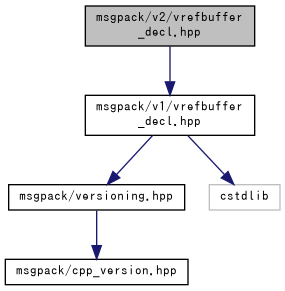 msgpack/v2/vrefbuffer
_decl.hpp
msgpack/v1/vrefbuffer
_decl.hpp
msgpack/versioning.hpp
cstdlib
msgpack/cpp_version.hpp